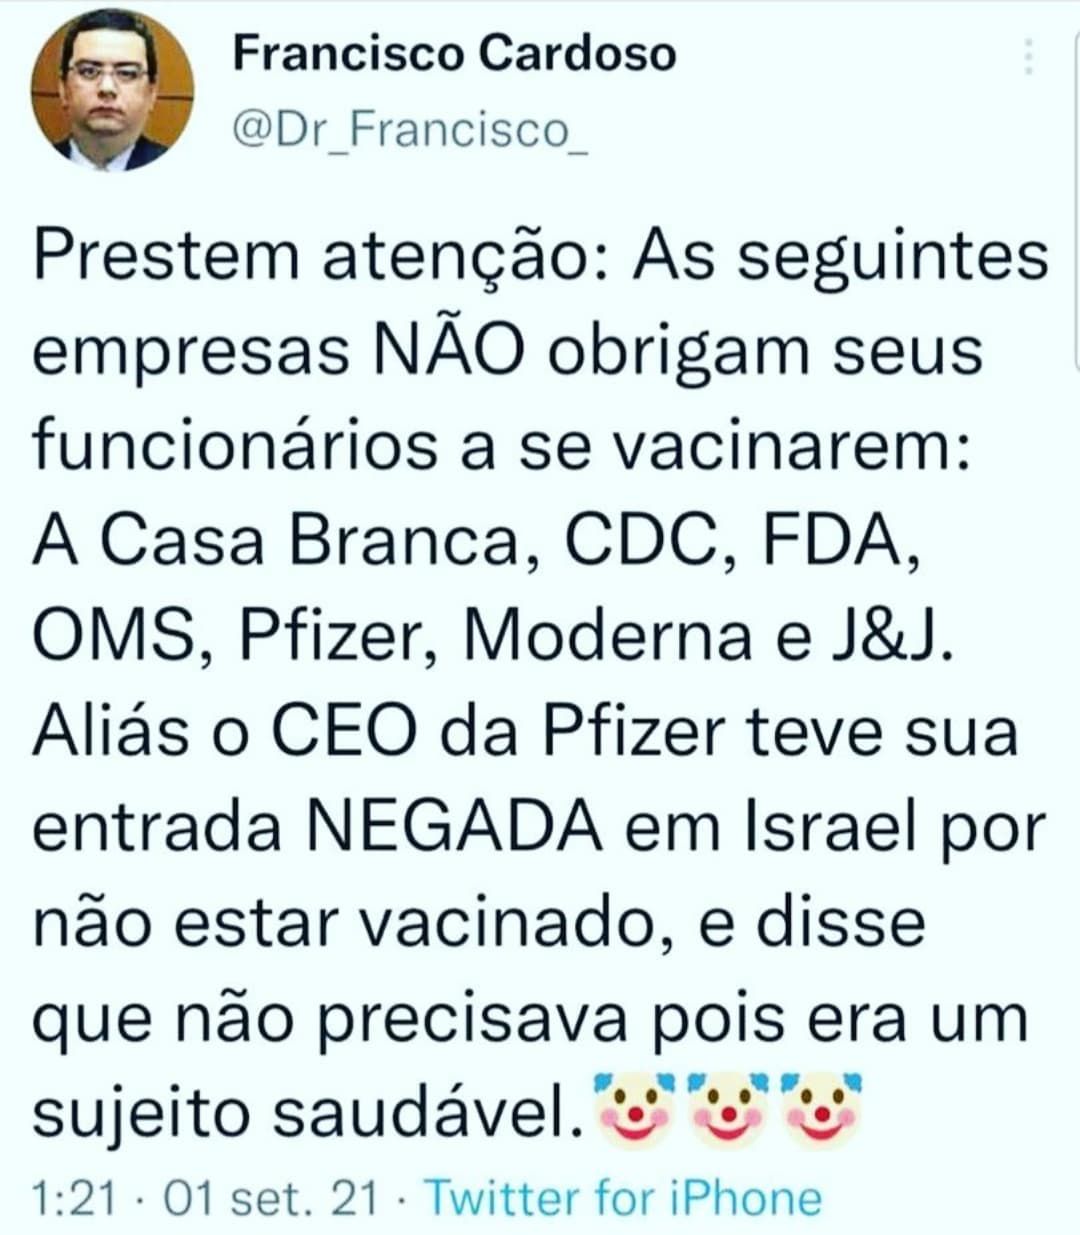 Francisco Cardoso
@Dr_Francisco_
Prestem atenção: As seguintes
empresas NÃO obrigam seus
funcionários a se vacinarem:
A Casa Branca, CDC, FDA,
OMS, Pfizer, Moderna e J&J.
Aliás o CEO da Pfizer teve sua
entrada NEGADA em Israel por
não estar vacinado, e disse
que não precisava pois era um
sujeito saudável.🤡🤡🤡
1:21 · 01 set. 21 · Twitter for iPhone